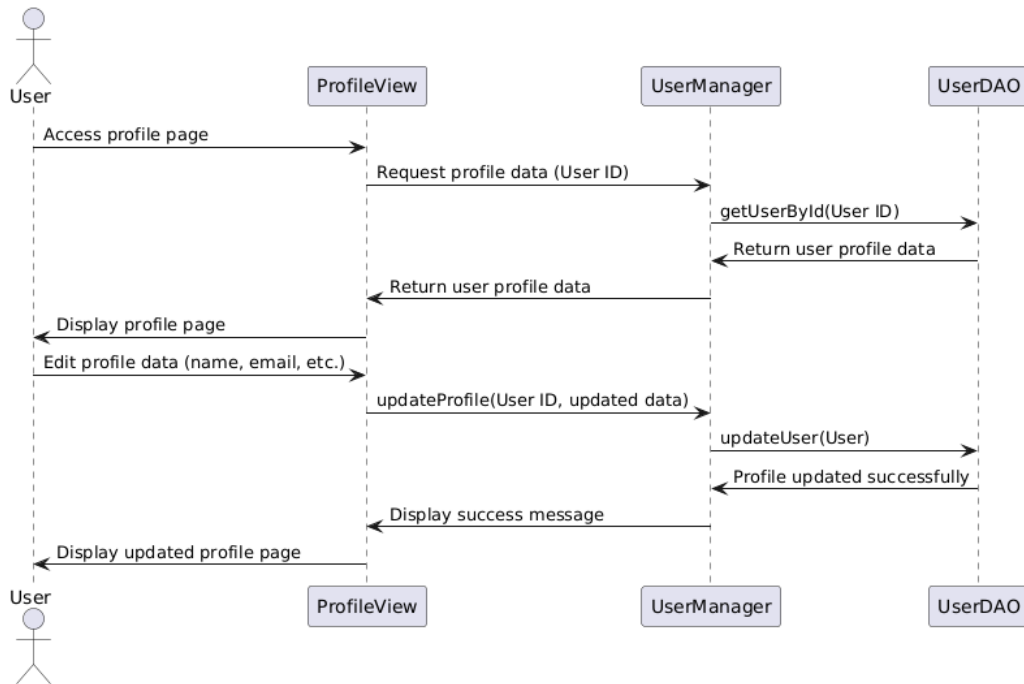 User
ProfileView
UserManager
UserDAO
Access profile page
Request profile data (User ID)
getUserById(User ID)
Return user profile data
Return user profile data
Display profile page
Edit profile data (name, email, etc.)
updateProfile(User ID, updated data)
updateUser(User)
Profile updated successfully
Display success message
Display updated profile page
User
ProfileView
UserManager
UserDAO